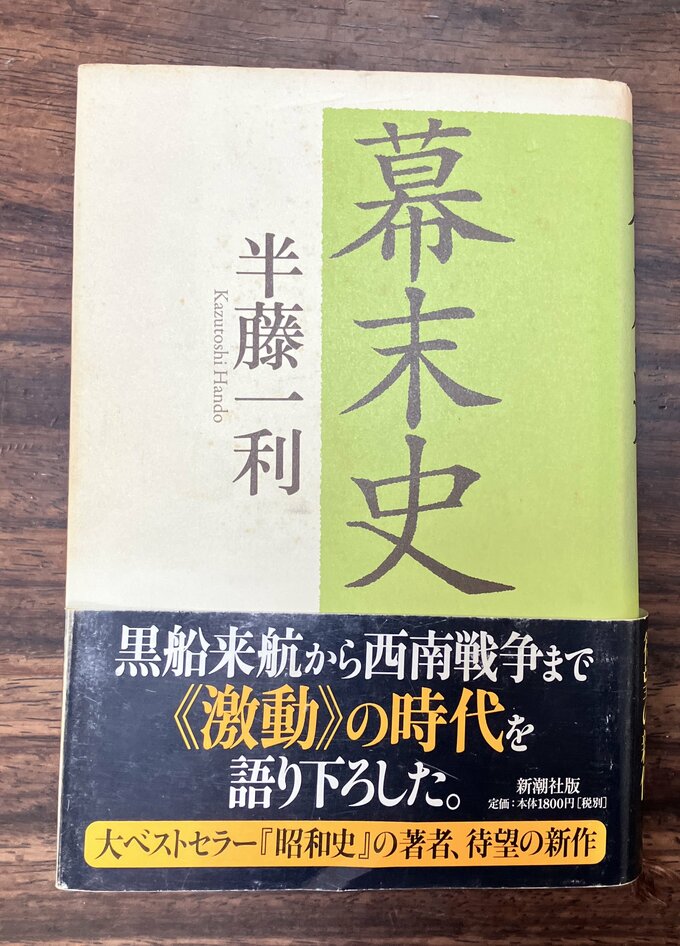 幕末史
半藤一利
Kazutoshi Hando
黒船来航から西南戦争まで
《激動》の時代を
語り下ろした。
新潮社版
定価：本体1800円[税別]
大ベストセラー『昭和史』の著者、待望の新作